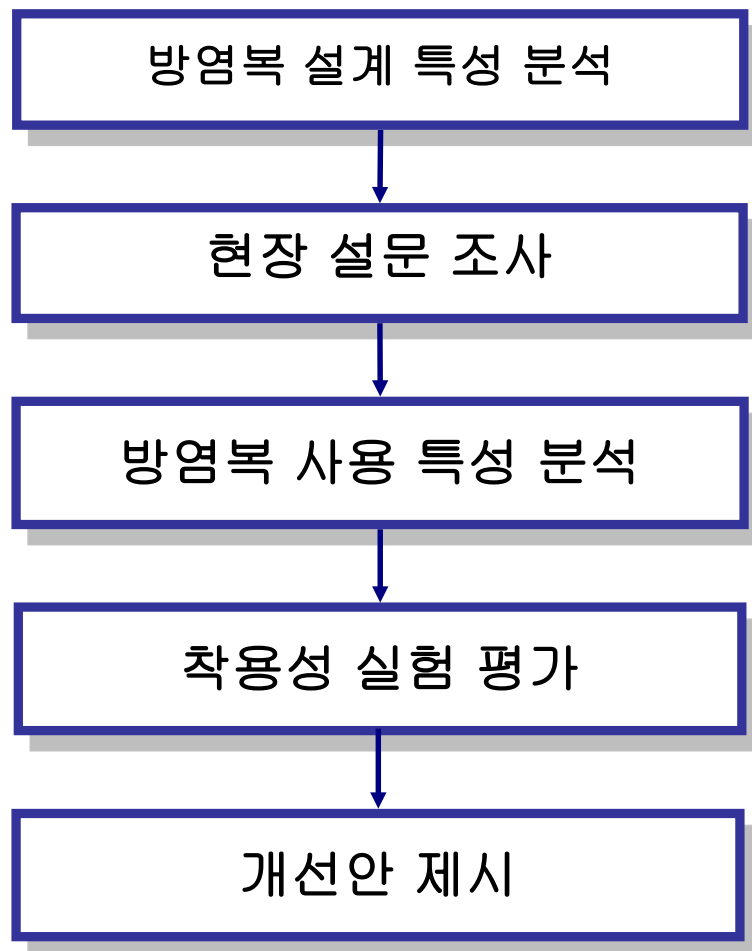 방염복 설계 특성 분석
현장 설문 조사
방염복 사용 특성 분석
착용성 실험 평가
개선안 제시